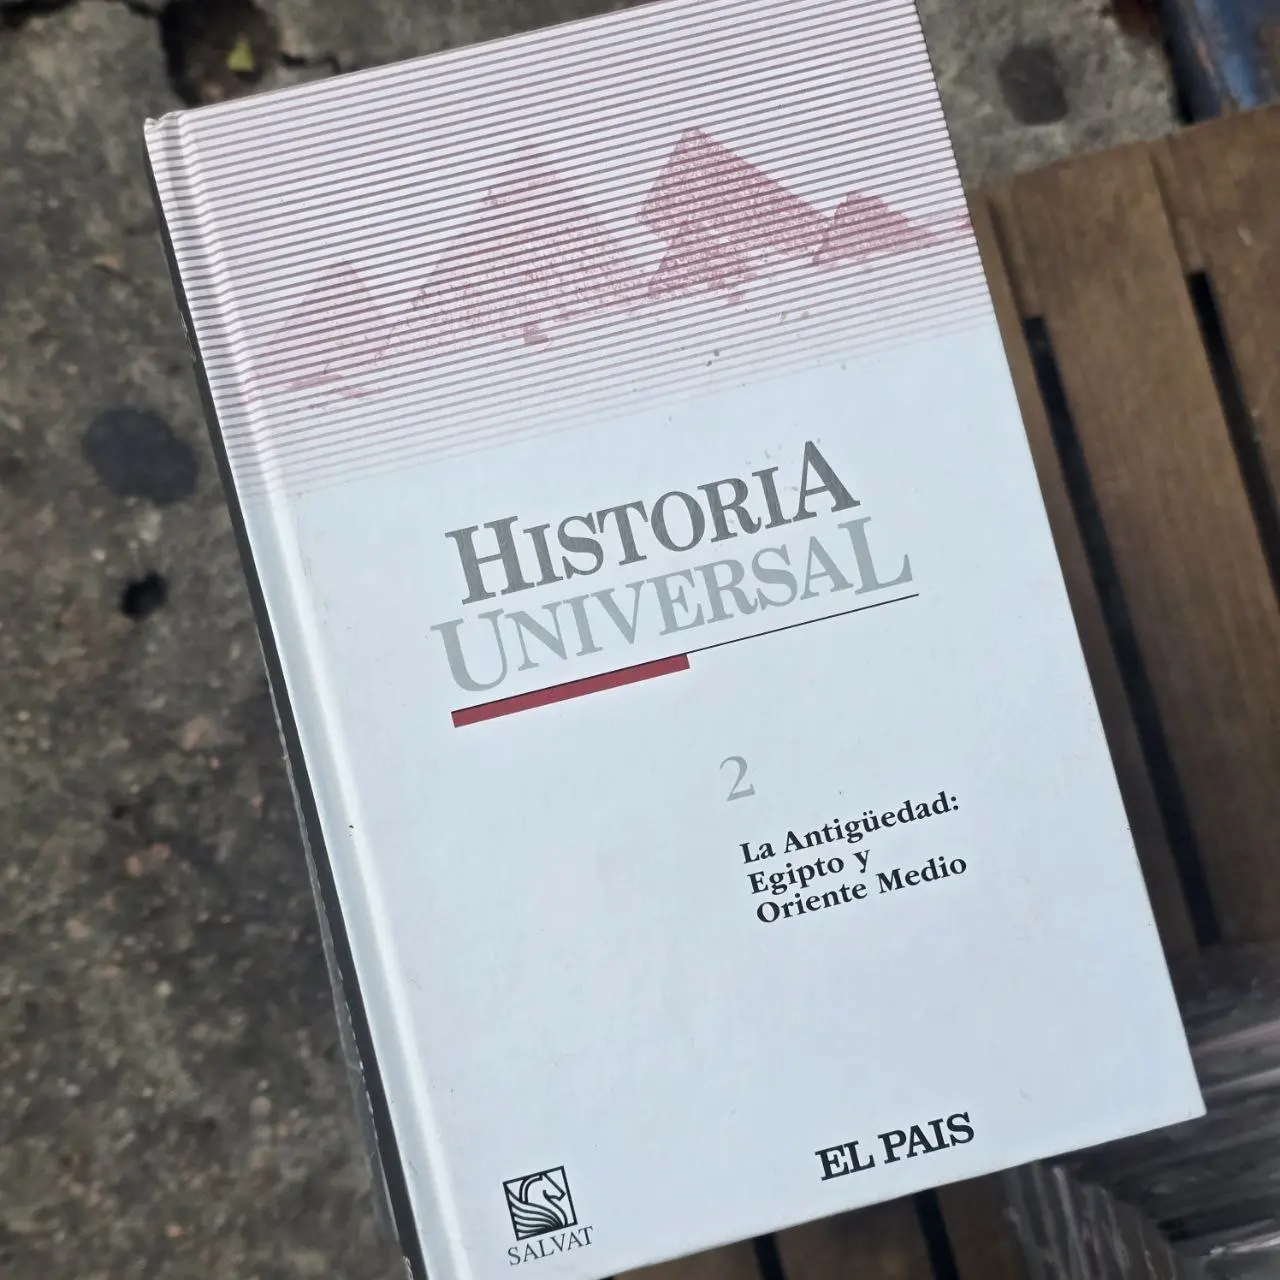 HISTORIA
UNIVERSAL
2
La Antigüedad:
Egipto y
Oriente Medio
EL PAIS
SALVAT